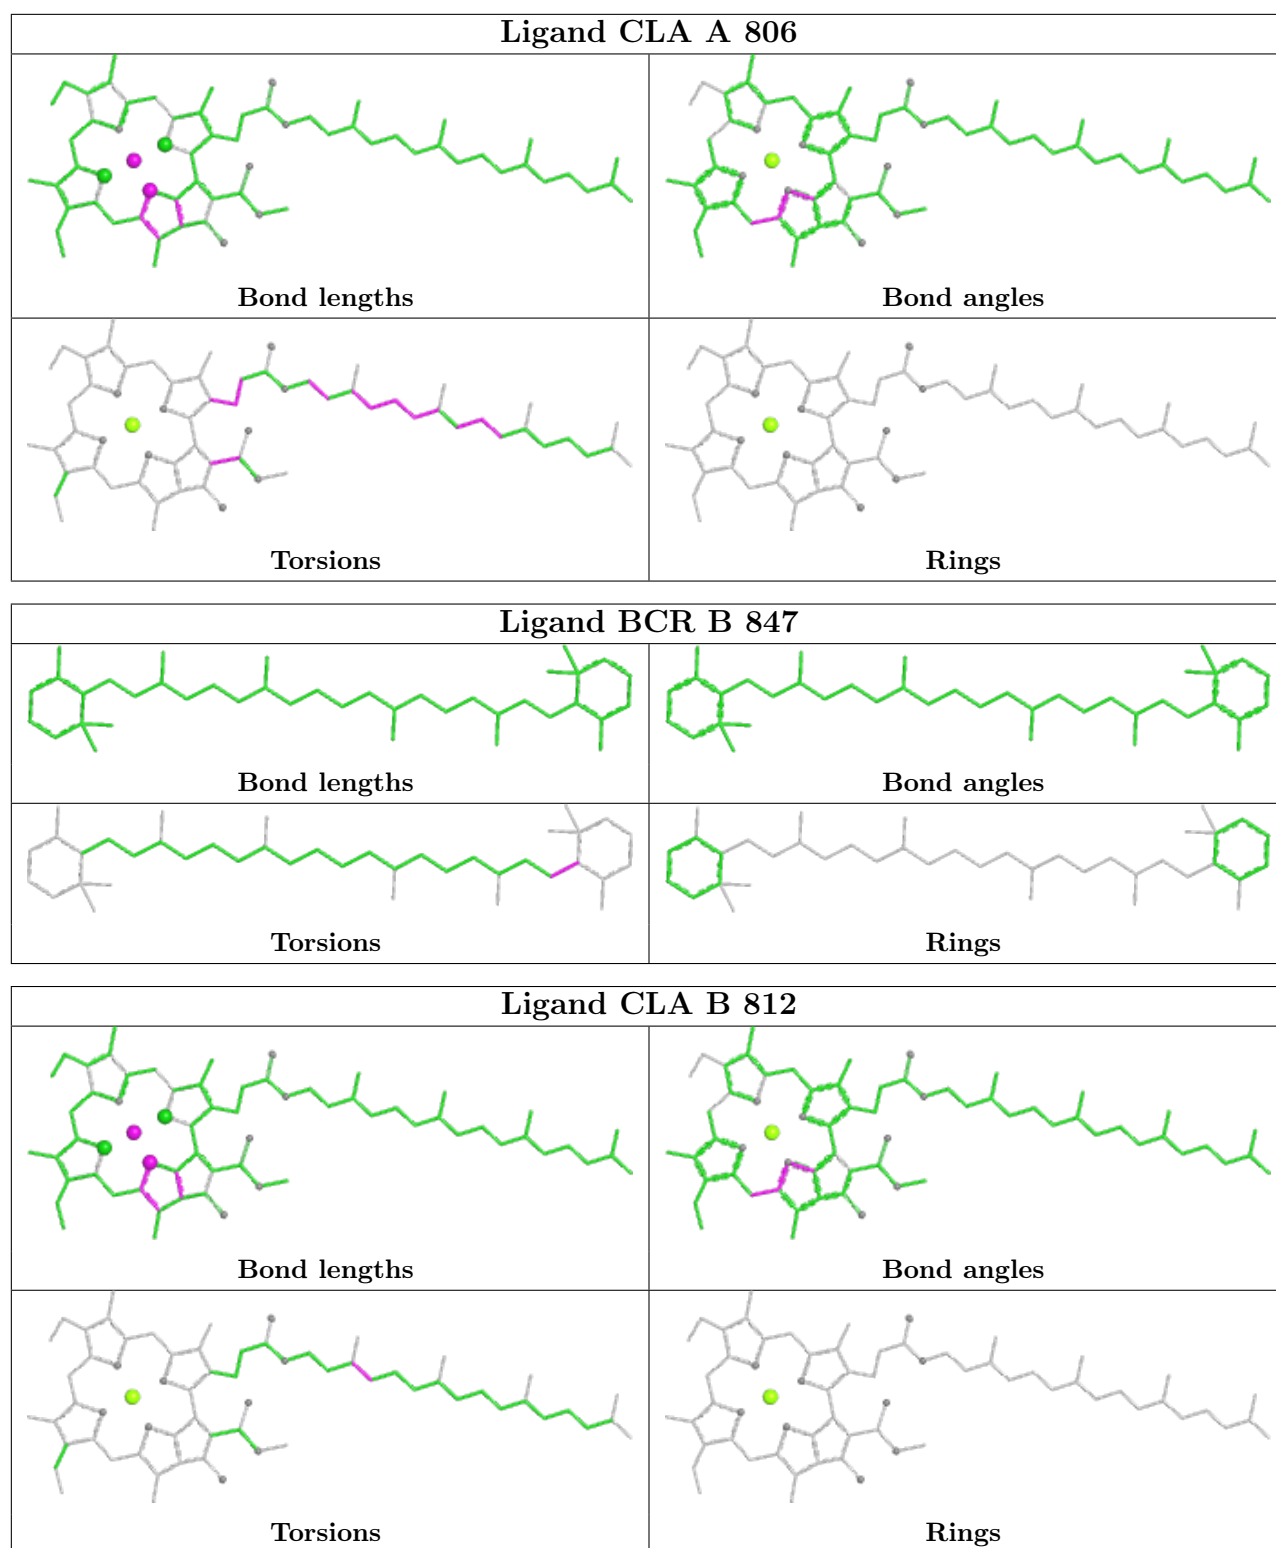 Ligand CLA A 806
Bond lengths
Bond angles
Torsions
Rings
Ligand BCR B 847
Bond lengths
Bond angles
Torsions
Rings
Ligand CLA B 812
Bond lengths
Bond angles
Torsions
Rings